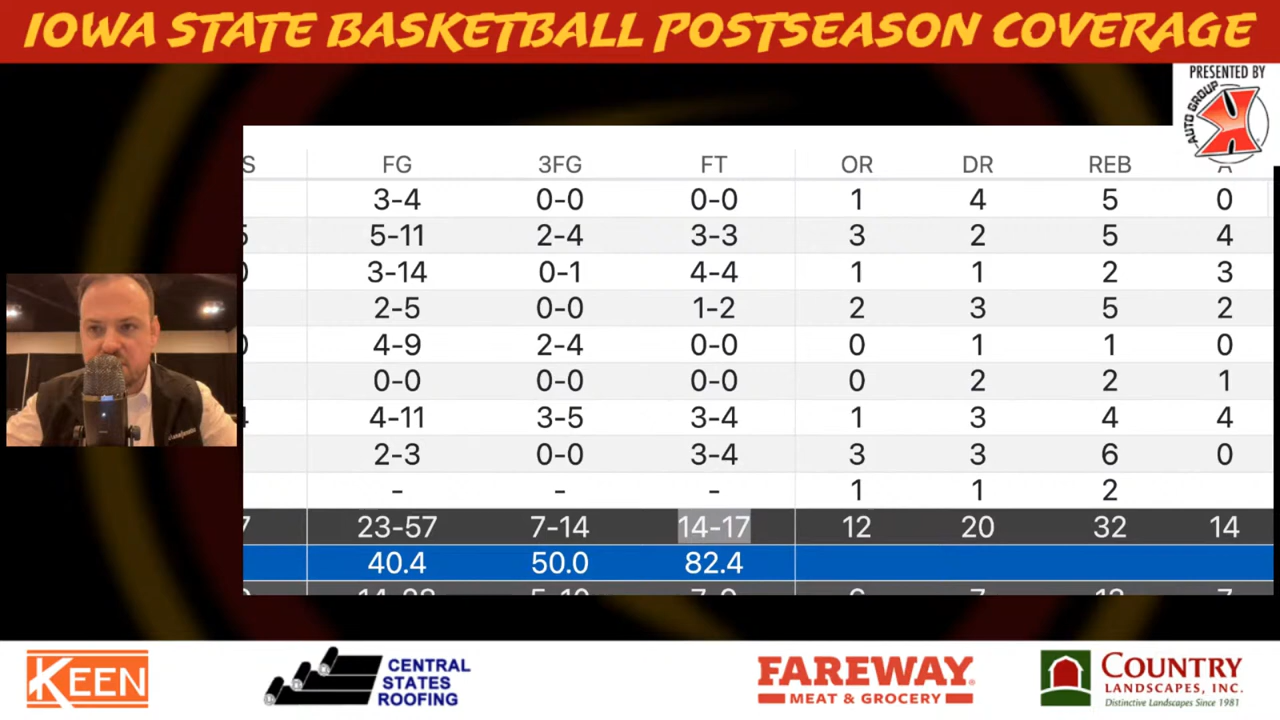 IOWA STATE BASKETBALL POSTSEASON COVERAGE
PRESENTED BY
AUTO GROUP
X
S FG 3FG FT OR DR REB A
3-4 0-0 0-0 1 4 5 0
5 5-11 2-4 3-3 3 2 5 4
0 3-14 0-1 4-4 1 1 2 3
2-5 0-0 1-2 2 3 5 2
0 4-9 2-4 0-0 0 1 1 0
0-0 0-0 0-0 0 2 2 1
4 4-11 3-5 3-4 1 3 4 4
2-3 0-0 3-4 3 3 6 0
- - - 1 1 2
7 23-57 7-14 14-17 12 20 32 14
40.4 50.0 82.4
KEEN
CENTRAL
STATES
ROOFING
FAREWAY
MEAT & GROCERY
COUNTRY
LANDSCAPES, INC.
Distinctive Landscapes Since 1981